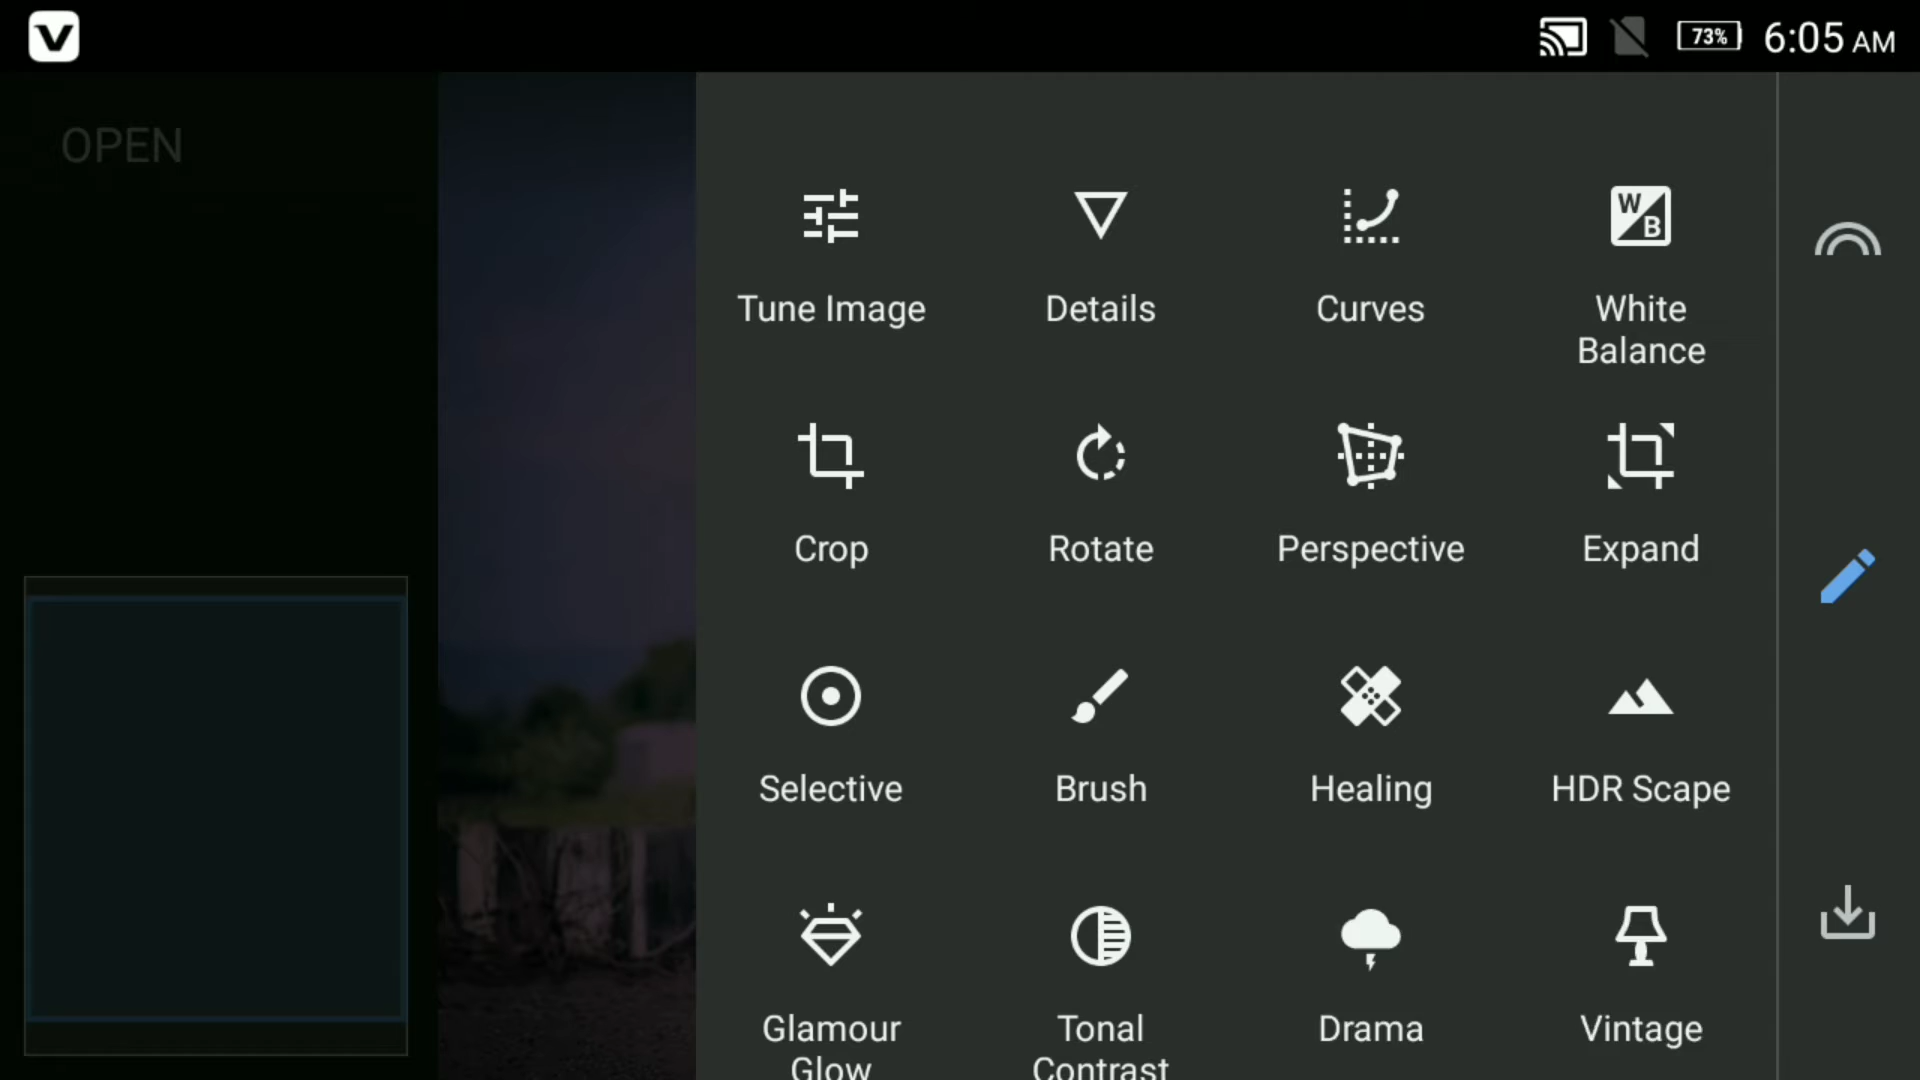 V
73% 6:05 AM
OPEN
Tune Image
Details
Curves
W
B
White
Balance
Crop
Rotate
Perspective
Expand
Selective
Brush
Healing
HDR Scape
Glamour
Glow
Tonal
Contrast
Drama
Vintage